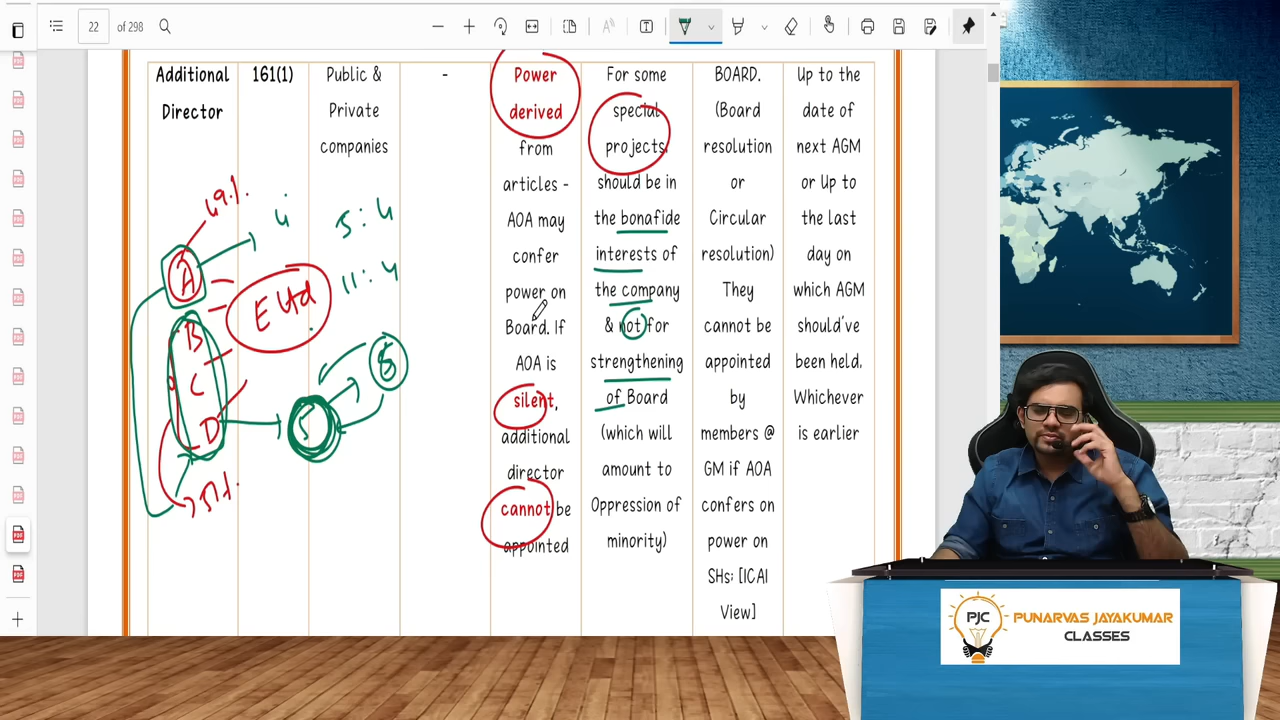 22 of 298
Additional
Director
161(1)
Public &
Private
companies
-
Power
derived
from
articles -
AOA may
confer
power on
Board. If
AOA is
silent,
additional
director
cannot be
appointed
For some
special
projects
should be in
the bonafide
interests of
the company
& not for
strengthening
of Board
(which will
amount to
Oppression of
minority)
BOARD.
(Board
resolution
or
Circular
resolution)
They
cannot be
appointed
by
members @
GM if AOA
confers on
power on
SHs; [ICAI
View]
Up to the
date of
next AGM
or Up to
the last
day on
which AGM
should've
been held.
Whichever
is earlier
49%
4
5:4
11:4
A
E Ltd
B
C
D
5
51%
PJC
PUNARVAS JAYAKUMAR
CLASSES